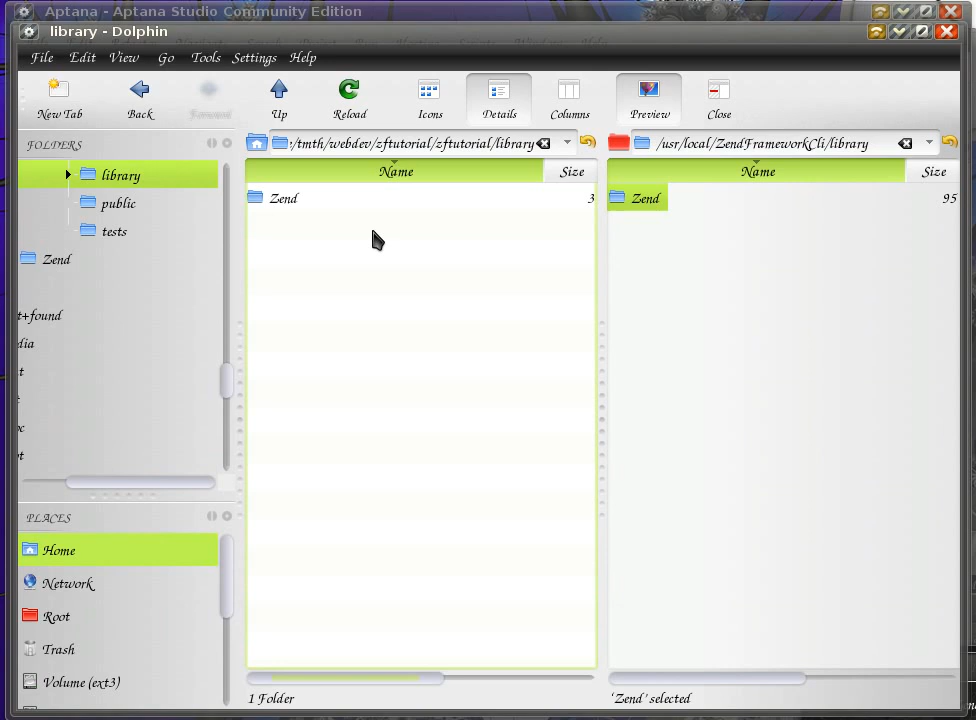 Aptana - Aptana Studio Community Edition
library - Dolphin
File Edit View Go Tools Settings Help
New Tab Back Forward Up Reload Icons Details Columns Preview Close
FOLDERS
:/tmth/webdev/zftutorial/zftutorial/library
/usr/local/ZendFrameworkCli/library
Name Size Name Size
library
public
tests
Zend
t+found
dia
t
Zend 3
Zend 95
PLACES
Home
Network
Root
Trash
Volume (ext3)
1 Folder
'Zend' selected